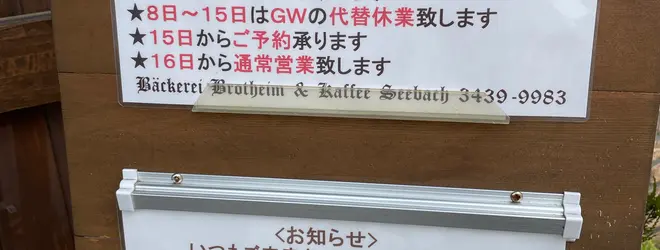 ★8日～15日はGWの代替休業致します
★15日からご予約承ります
★16日から通常営業致します
Bäckerei Brotheim & Kaffee Seebach 3439-9983
<お知らせ>